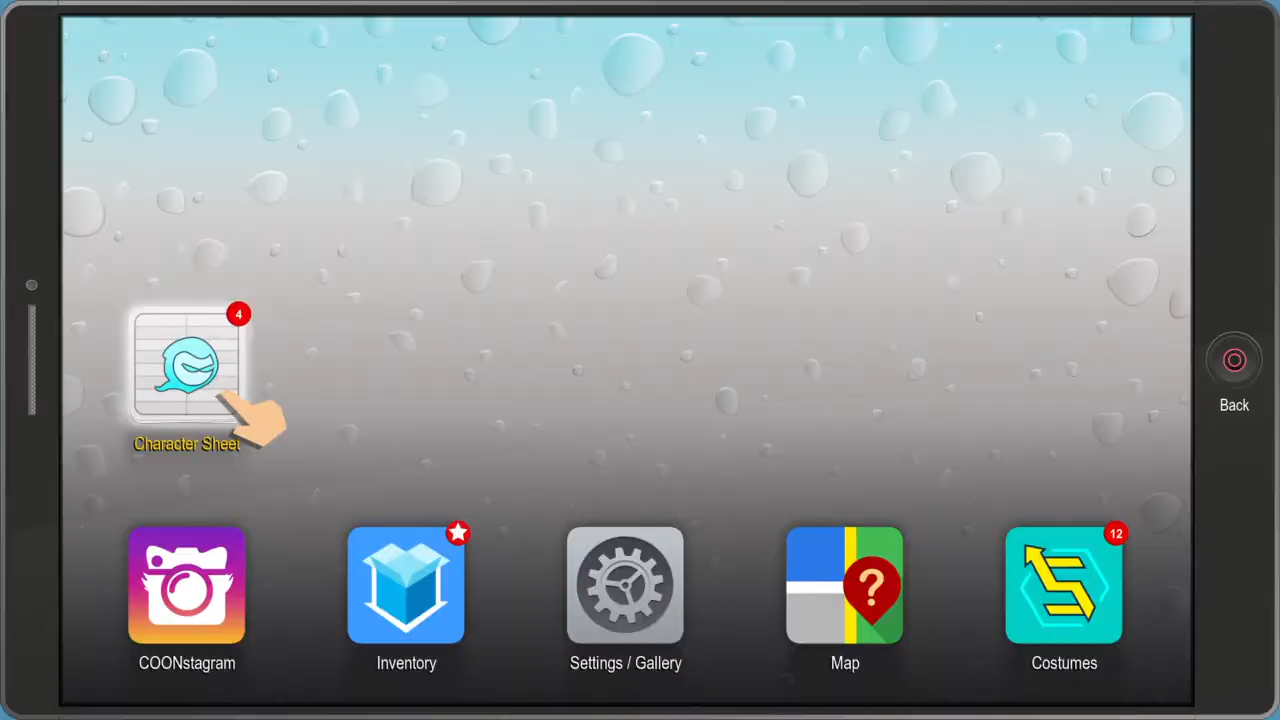 4
Character Sheet
Back
12
?
COONstagram
Inventory
Settings / Gallery
Map
Costumes